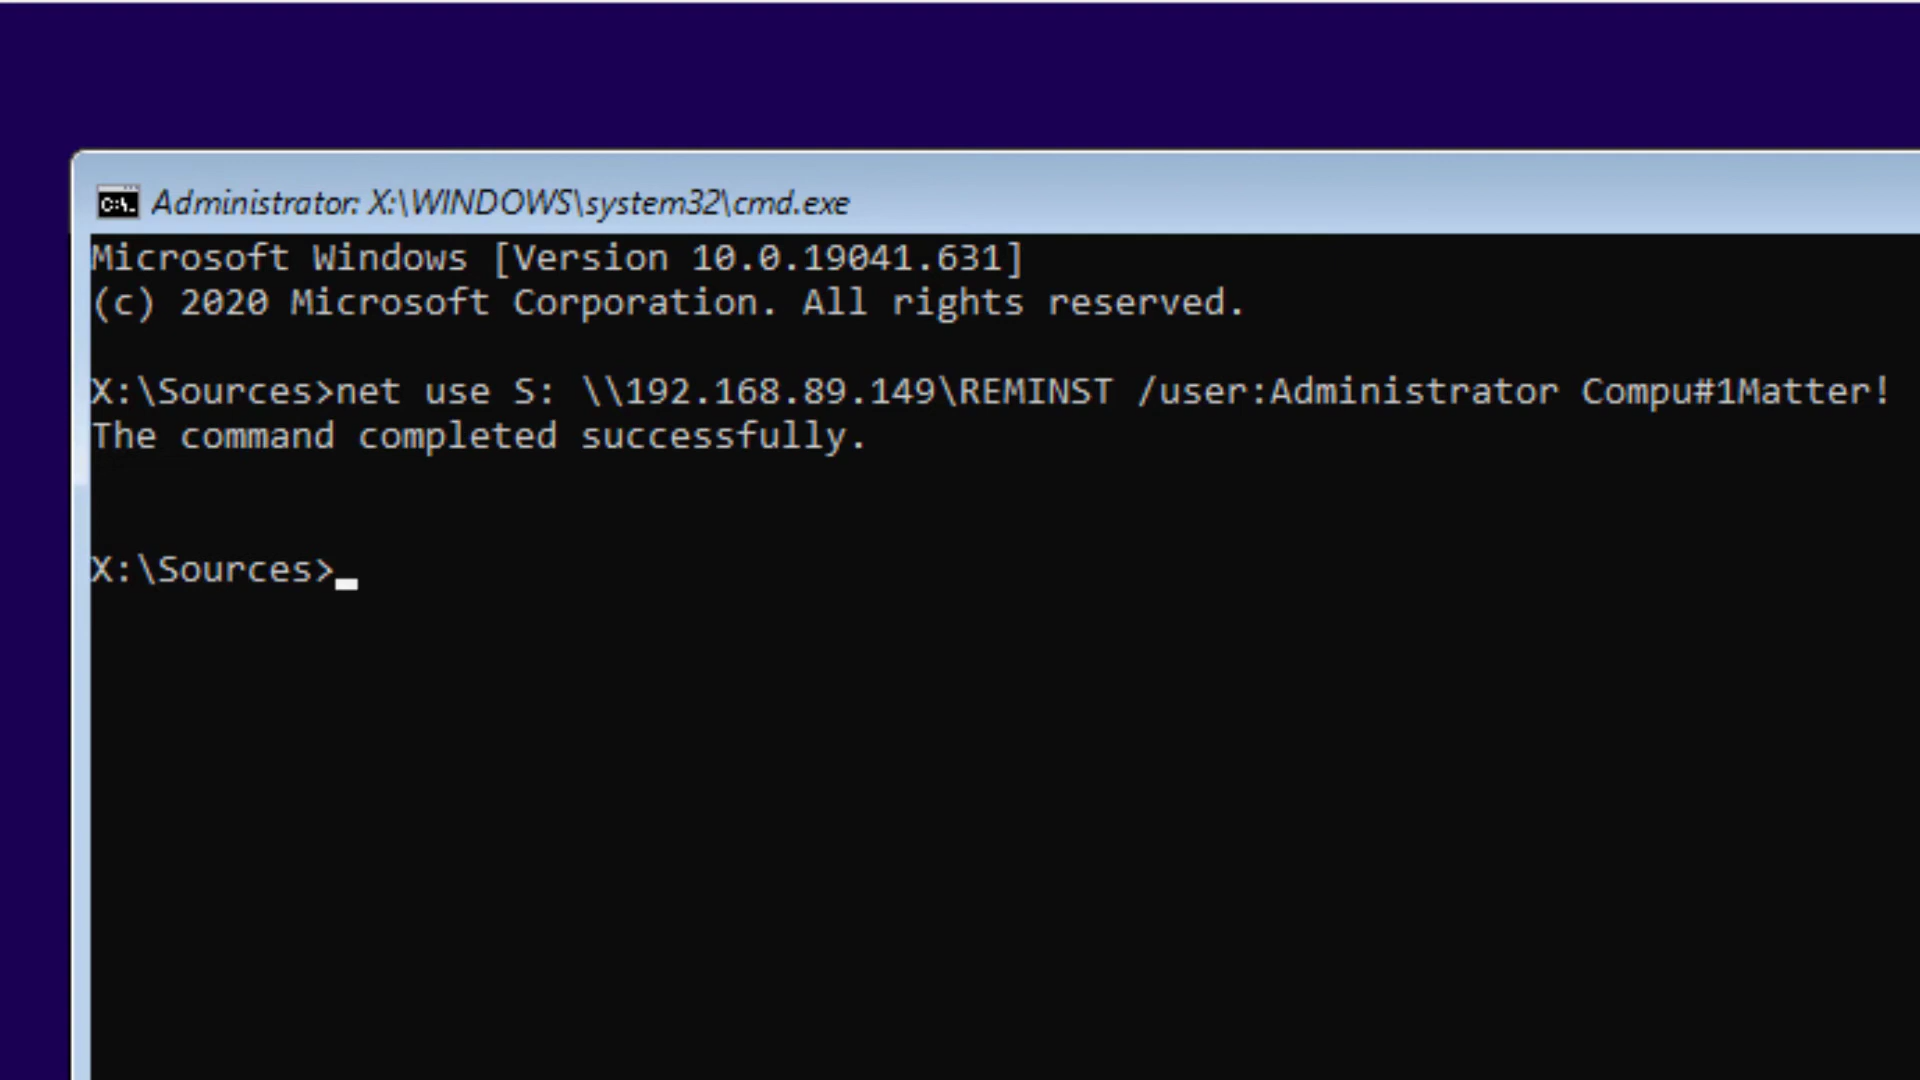 Administrator: X:\WINDOWS\system32\cmd.exe
Microsoft Windows [Version 10.0.19041.631]
(c) 2020 Microsoft Corporation. All rights reserved.
X:\Sources>net use S: \\192.168.89.149\REMINST /user:Administrator Compu#1Matter!
The command completed successfully.
X:\Sources>